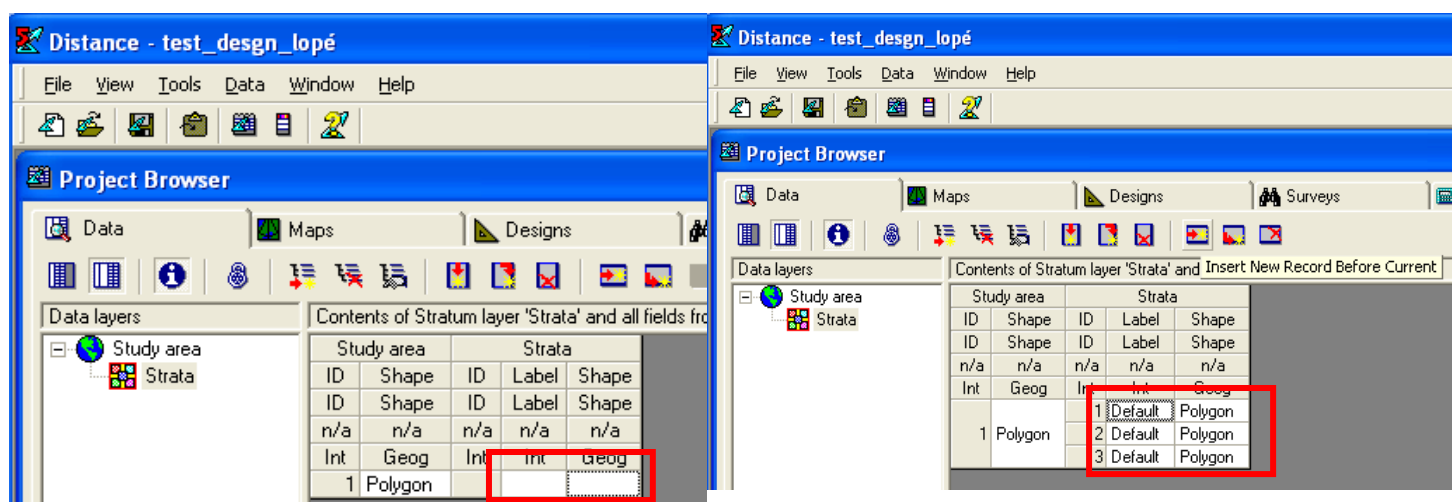 Distance - test_desgn_lopé
File View Tools Data Window Help
Project Browser
Data Maps Designs
Data layers
Contents of Stratum layer 'Strata' and all fields fro
Study area
Strata
Study area Strata
ID Shape ID Label Shape
ID Shape ID Label Shape
n/a n/a n/a n/a n/a
Int Geog Int Int Geog
1 Polygon
Distance - test_desgn_lopé
File View Tools Data Window Help
Project Browser
Data Maps Designs Surveys
Insert New Record Before Current
Data layers
Contents of Stratum layer 'Strata' and
Study area
Strata
Study area Strata
ID Shape ID Label Shape
ID Shape ID Label Shape
n/a n/a n/a n/a n/a
Int Geog Int Int Geog
1 Polygon
1 Default Polygon
2 Default Polygon
3 Default Polygon